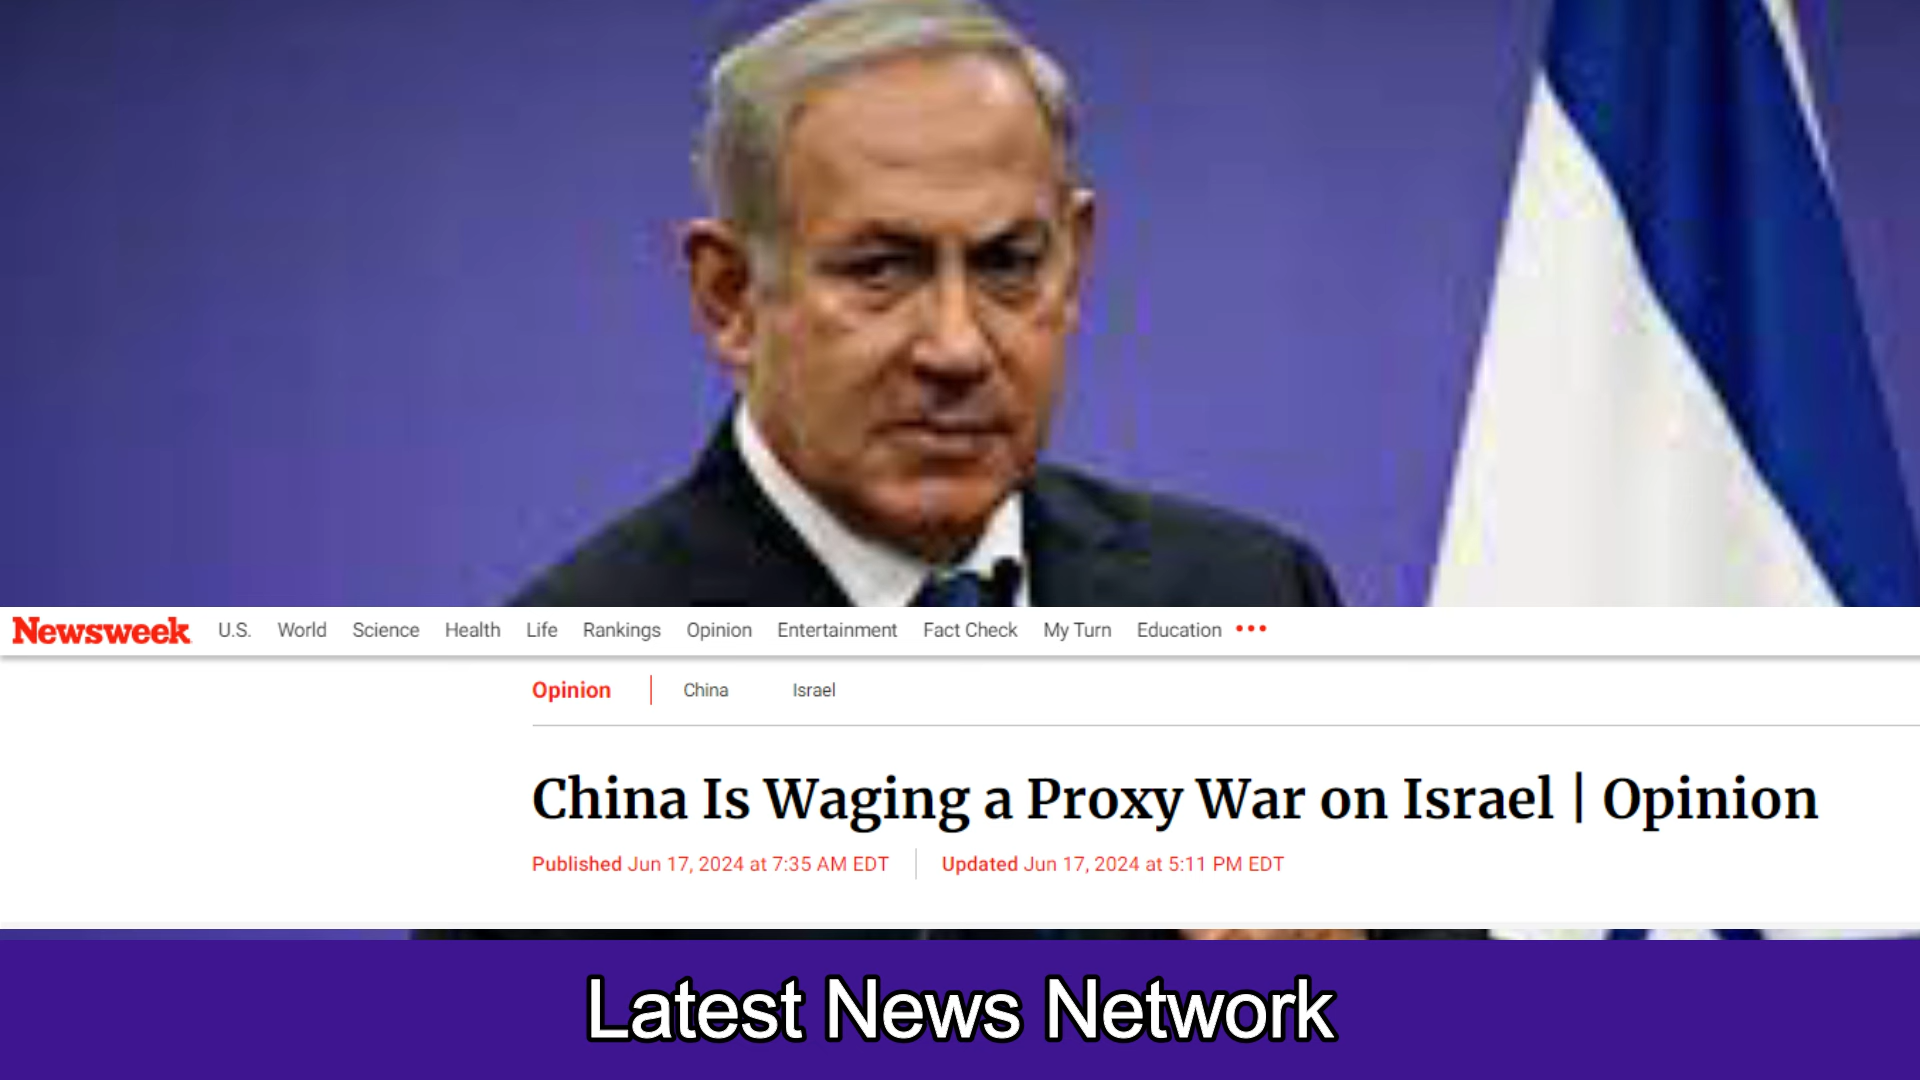 Newsweek U.S. World Science Health Life Rankings Opinion Entertainment Fact Check My Turn Education •••
Opinion | China Israel
China Is Waging a Proxy War on Israel | Opinion
Published Jun 17, 2024 at 7:35 AM EDT | Updated Jun 17, 2024 at 5:11 PM EDT
Latest News Network